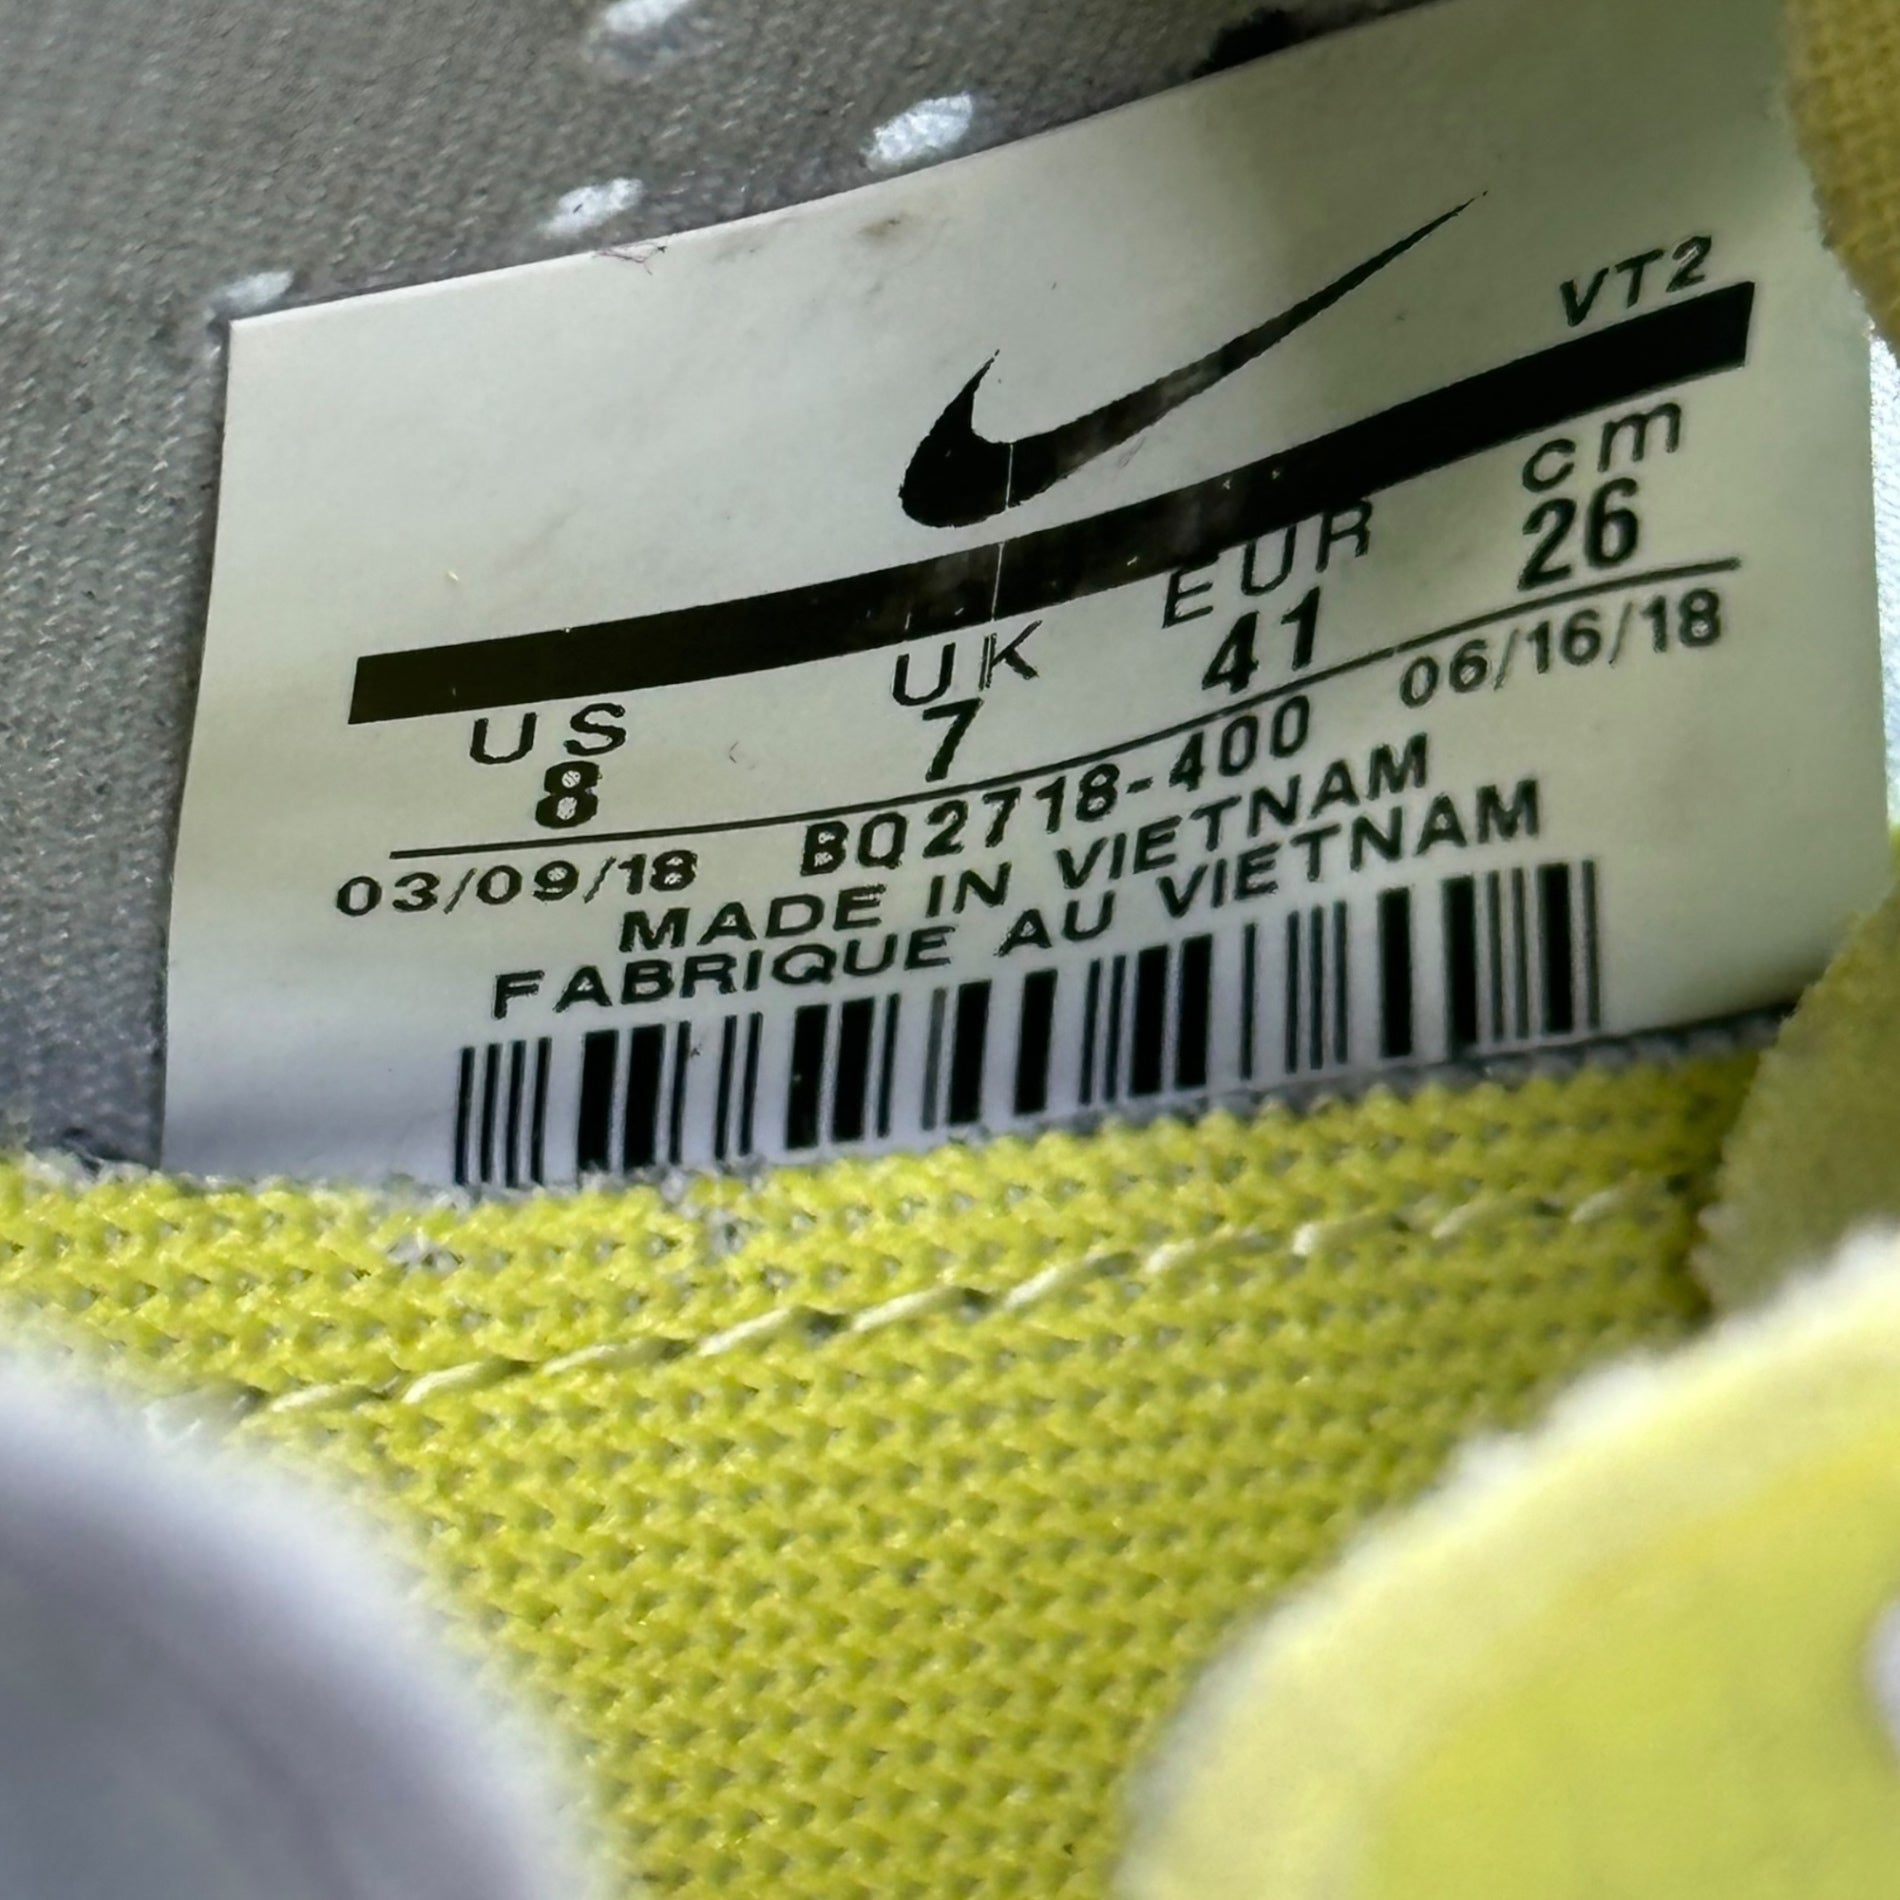 VT2
US UK EUR cm
8 7 41 26
03/09/18 BQ2718-400 06/16/18
MADE IN VIETNAM
FABRIQUE AU VIETNAM